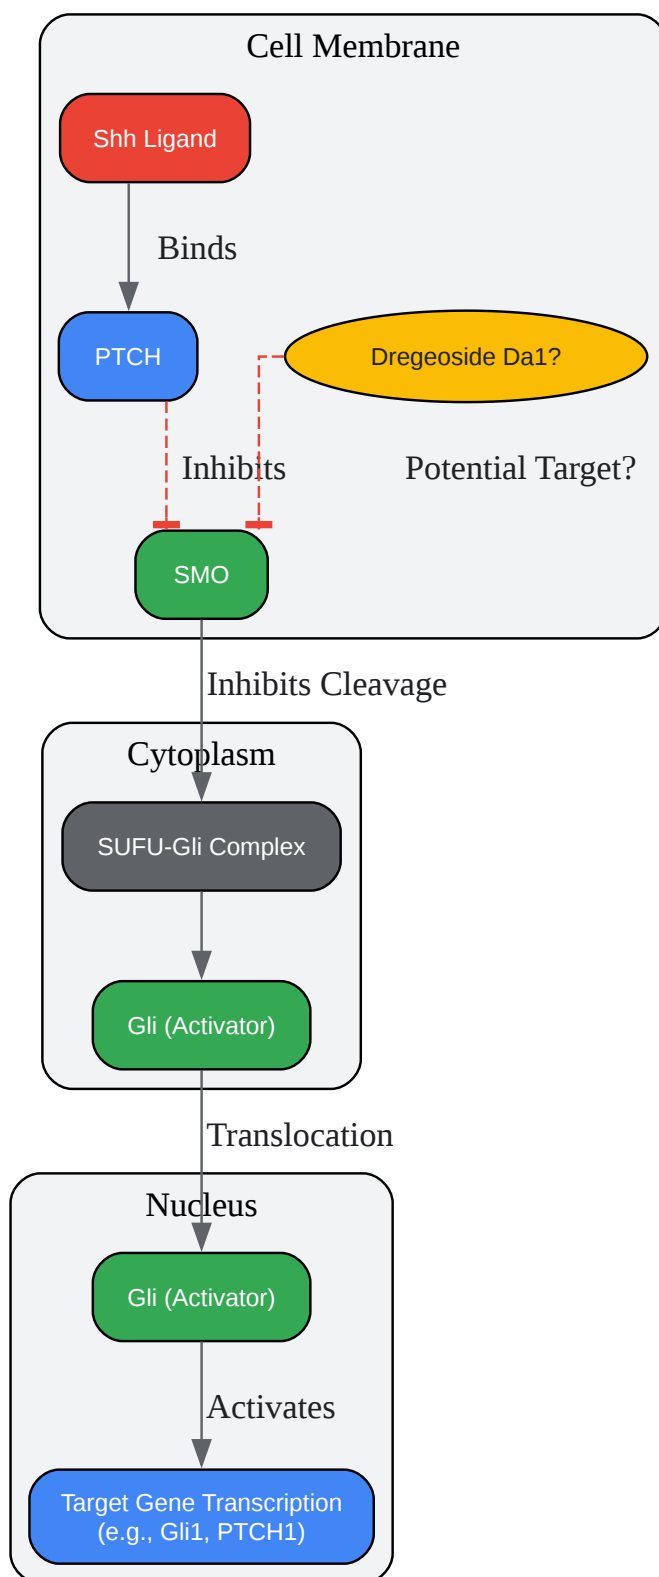 Cell Membrane
Shh Ligand
Binds
PTCH
Dregeoside Da1?
Inhibits
Potential Target?
SMO
Inhibits Cleavage
Cytoplasm
SUFU-Gli Complex
Gli (Activator)
Translocation
Nucleus
Gli (Activator)
Activates
Target Gene Transcription
(e.g., Gli1, PTCH1)